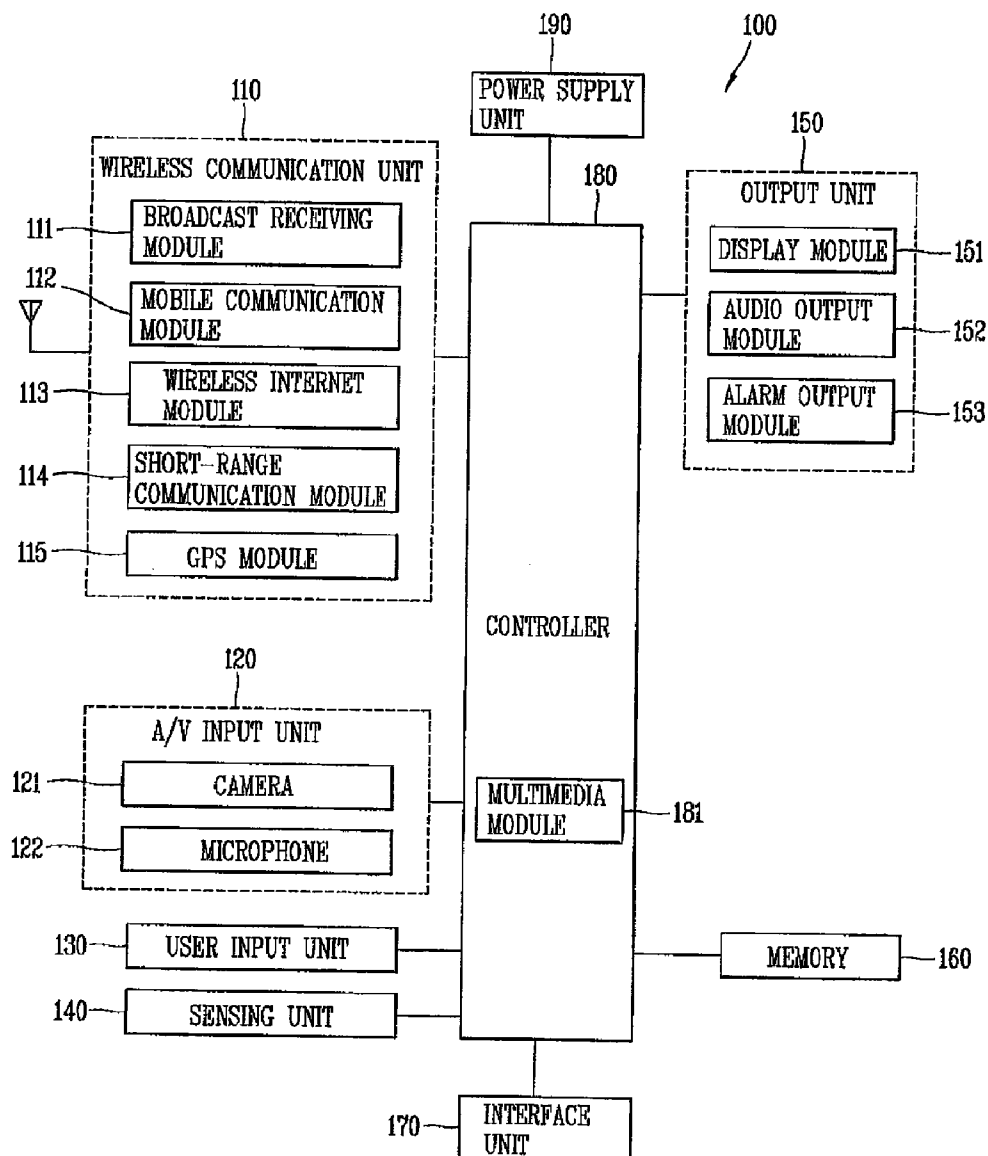 100
190
POWER SUPPLY
UNIT
110
WIRELESS COMMUNICATION UNIT
111
BROADCAST RECEIVING
MODULE
112
MOBILE COMMUNICATION
MODULE
113
WIRELESS INTERNET
MODULE
114
SHORT-RANGE
COMMUNICATION MODULE
115
GPS MODULE
120
A/V INPUT UNIT
121
CAMERA
122
MICROPHONE
130
USER INPUT UNIT
140
SENSING UNIT
180
CONTROLLER
MULTIMEDIA
MODULE
181
150
OUTPUT UNIT
DISPLAY MODULE
151
AUDIO OUTPUT
MODULE
152
ALARM OUTPUT
MODULE
153
MEMORY
160
170
INTERFACE
UNIT